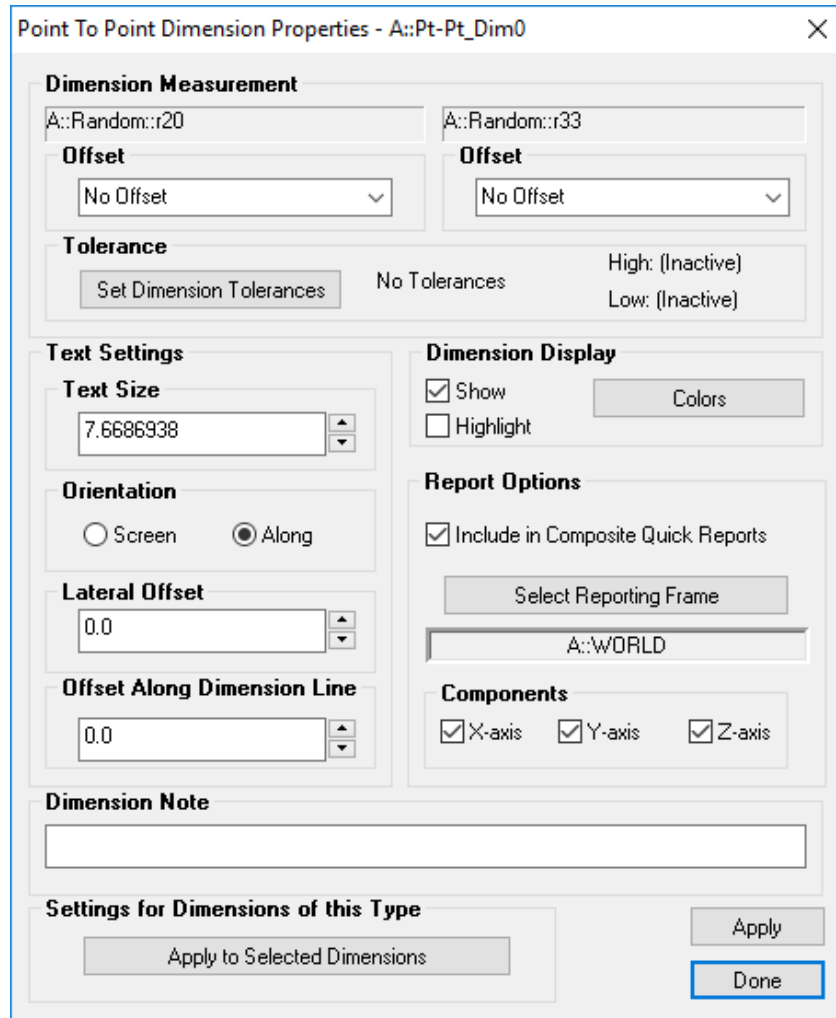 Point To Point Dimension Properties - A::Pt-Pt_Dim0
Dimension Measurement
A::Random::r20
A::Random::r33
Offset
No Offset
Offset
No Offset
Tolerance
Set Dimension Tolerances
No Tolerances
High: (Inactive)
Low: (Inactive)
Text Settings
Text Size
7.6686938
Orientation
Screen
Along
Lateral Offset
0.0
Offset Along Dimension Line
0.0
Dimension Display
Show
Highlight
Colors
Report Options
Include in Composite Quick Reports
Select Reporting Frame
A::WORLD
Components
X-axis
Y-axis
Z-axis
Dimension Note
Settings for Dimensions of this Type
Apply to Selected Dimensions
Apply
Done